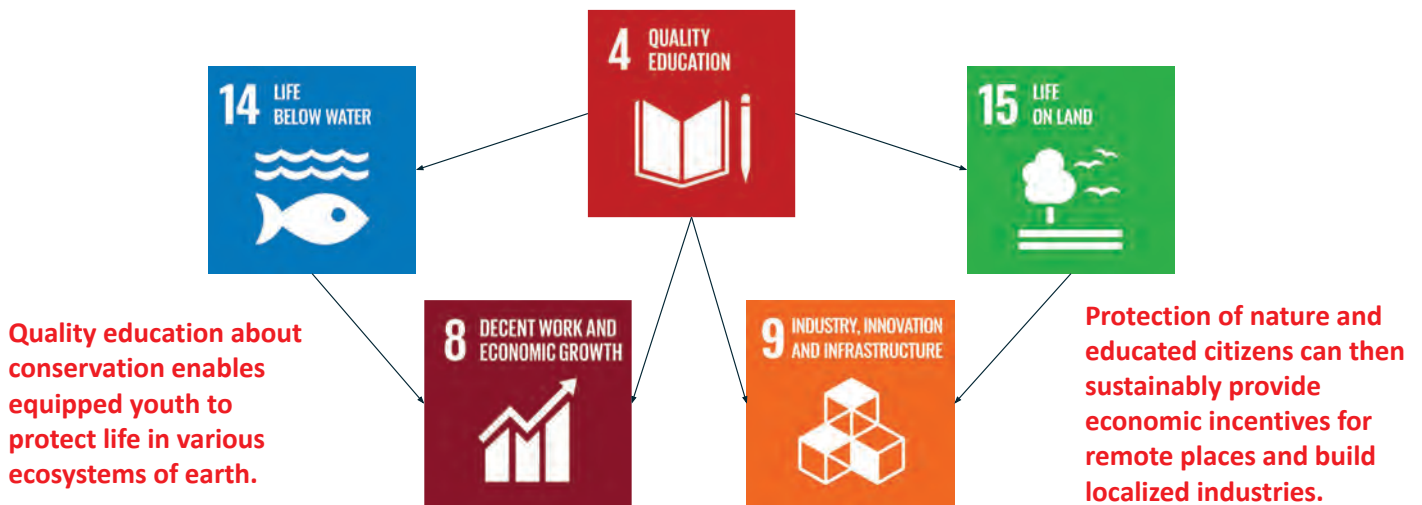 4 QUALITY
EDUCATION
14 LIFE
BELOW WATER
15 LIFE
ON LAND
8 DECENT WORK AND
ECONOMIC GROWTH
9 INDUSTRY, INNOVATION
AND INFRASTRUCTURE
Quality education about
conservation enables
equipped youth to
protect life in various
ecosystems of earth.
Protection of nature and
educated citizens can then
sustainably provide
economic incentives for
remote places and build
localized industries.